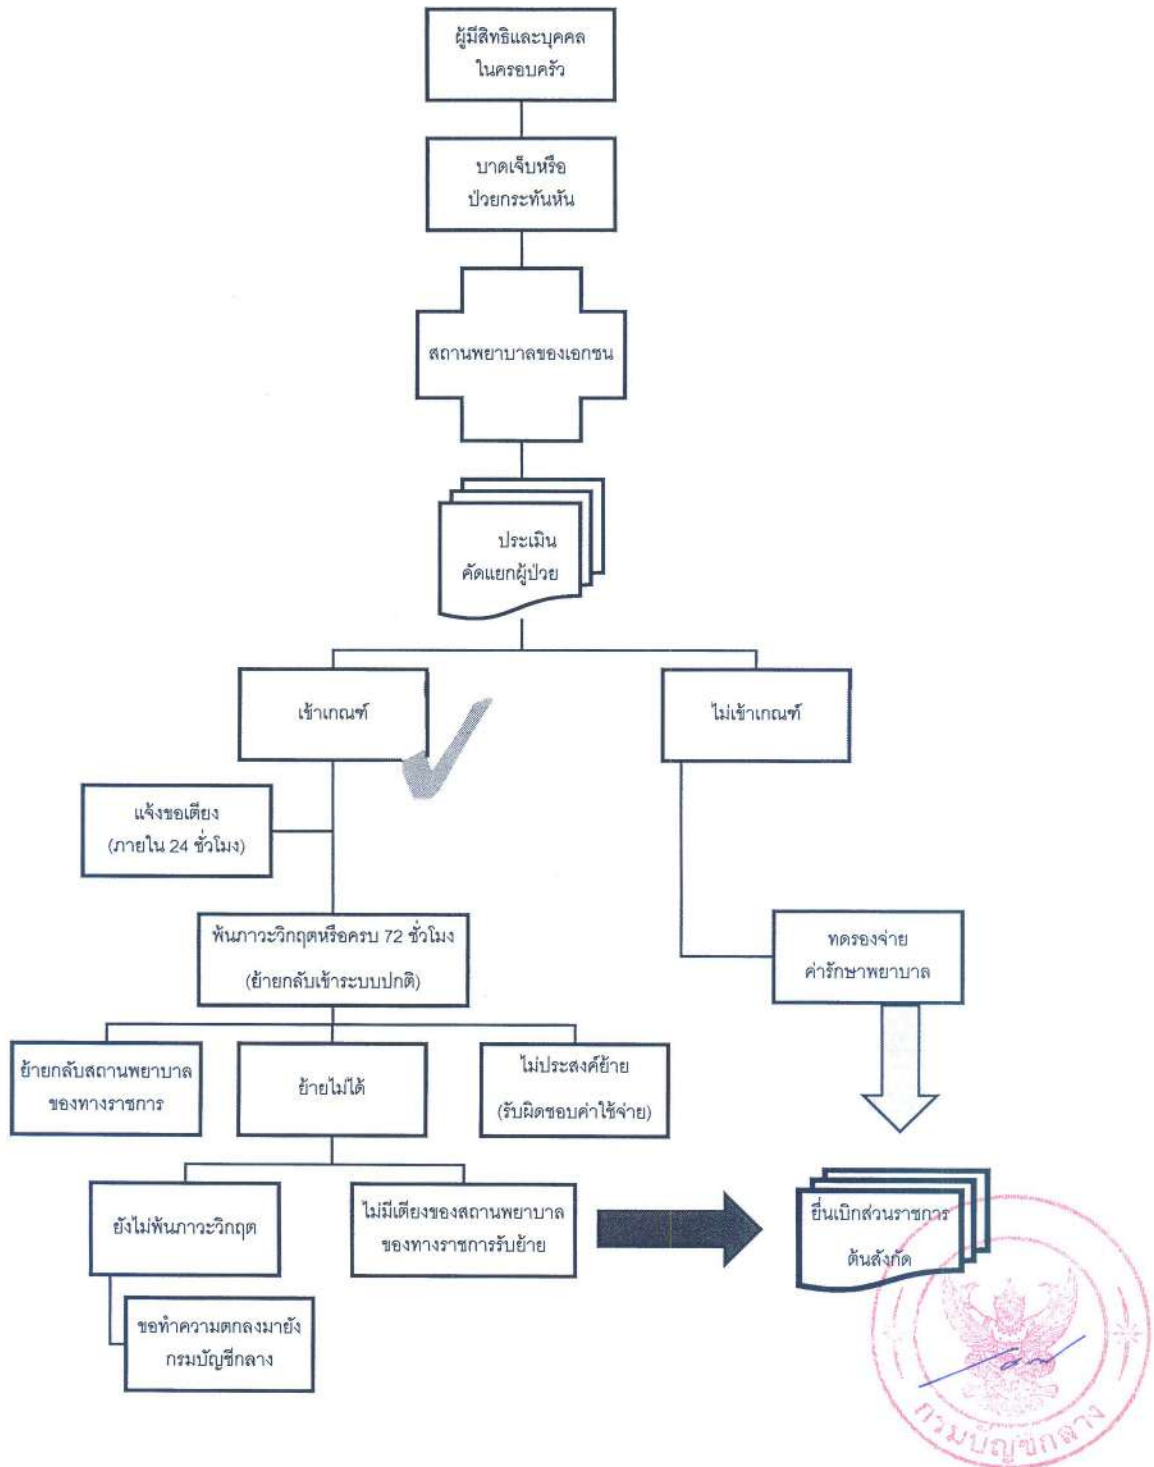 ผู้มีสิทธิและบุคคล
ในครอบครัว
บาดเจ็บหรือ
ป่วยกระทันหัน
สถานพยาบาลของเอกชน
ประเมิน
คัดแยกผู้ป่วย
เข้าเกณฑ์
ไม่เข้าเกณฑ์
แจ้งขอเตียง
(ภายใน 24 ชั่วโมง)
พ้นภาวะวิกฤตหรือครบ 72 ชั่วโมง
(ย้ายกลับเข้าระบบปกติ)
ทดรองจ่าย
ค่ารักษาพยาบาล
ย้ายกลับสถานพยาบาล
ของทางราชการ
ย้ายไม่ได้
ไม่ประสงค์ย้าย
(รับผิดชอบค่าใช้จ่าย)
ยังไม่พ้นภาวะวิกฤต
ไม่มีเตียงของสถานพยาบาล
ของทางราชการรับย้าย
ยื่นเบิกส่วนราชการ
ต้นสังกัด
ขอทำความตกลงมายัง
กรมบัญชีกลาง
กรมบัญชีกลาง